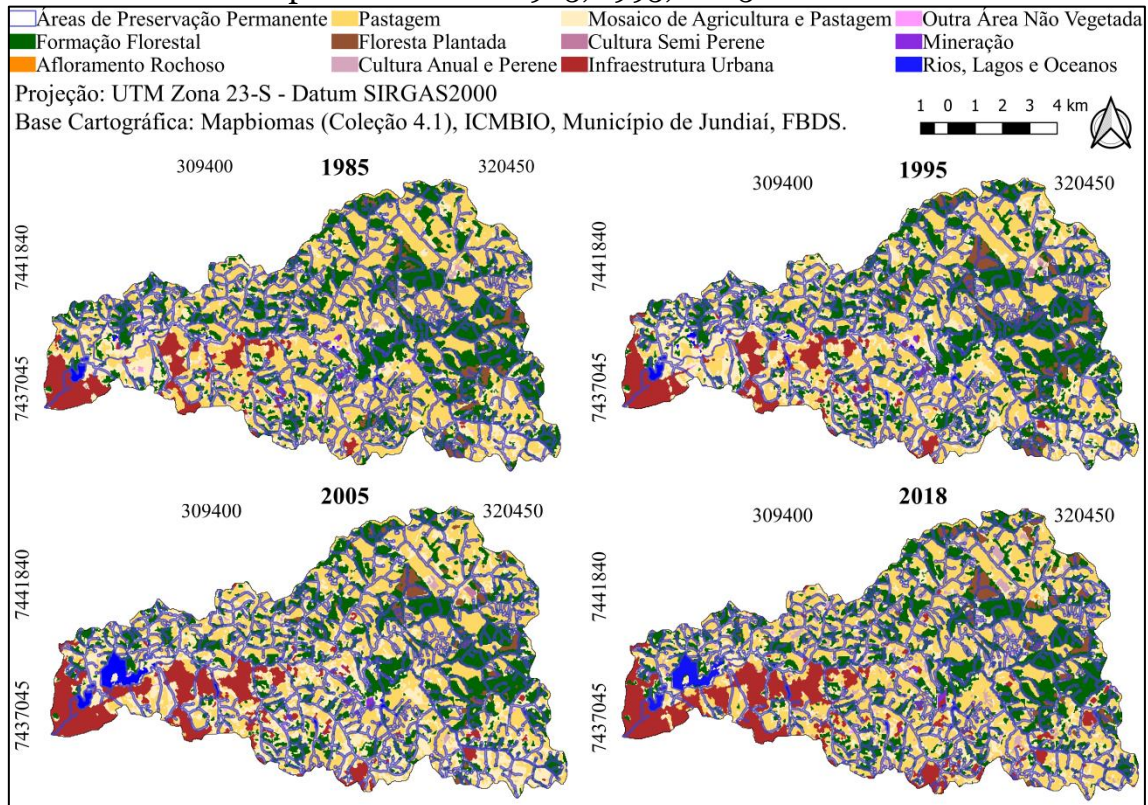 Áreas de Preservação Permanente Pastagem Mosaico de Agricultura e Pastagem Outra Área Não Vegetada
Formação Florestal Floresta Plantada Cultura Semi Perene Mineração
Afloramento Rochoso Cultura Anual e Perene Infraestrutura Urbana Rios, Lagos e Oceanos
Projeção: UTM Zona 23-S - Datum SIRGAS2000
Base Cartográfica: Mapbiomas (Coleção 4.1), ICMBIO, Município de Jundiaí, FBDS.
1 0 1 2 3 4 km
309400 1985 320450
7441840
7437045
309400 1995 320450
7441840
7437045
309400 2005 320450
7441840
7437045
309400 2018 320450
7441840
7437045